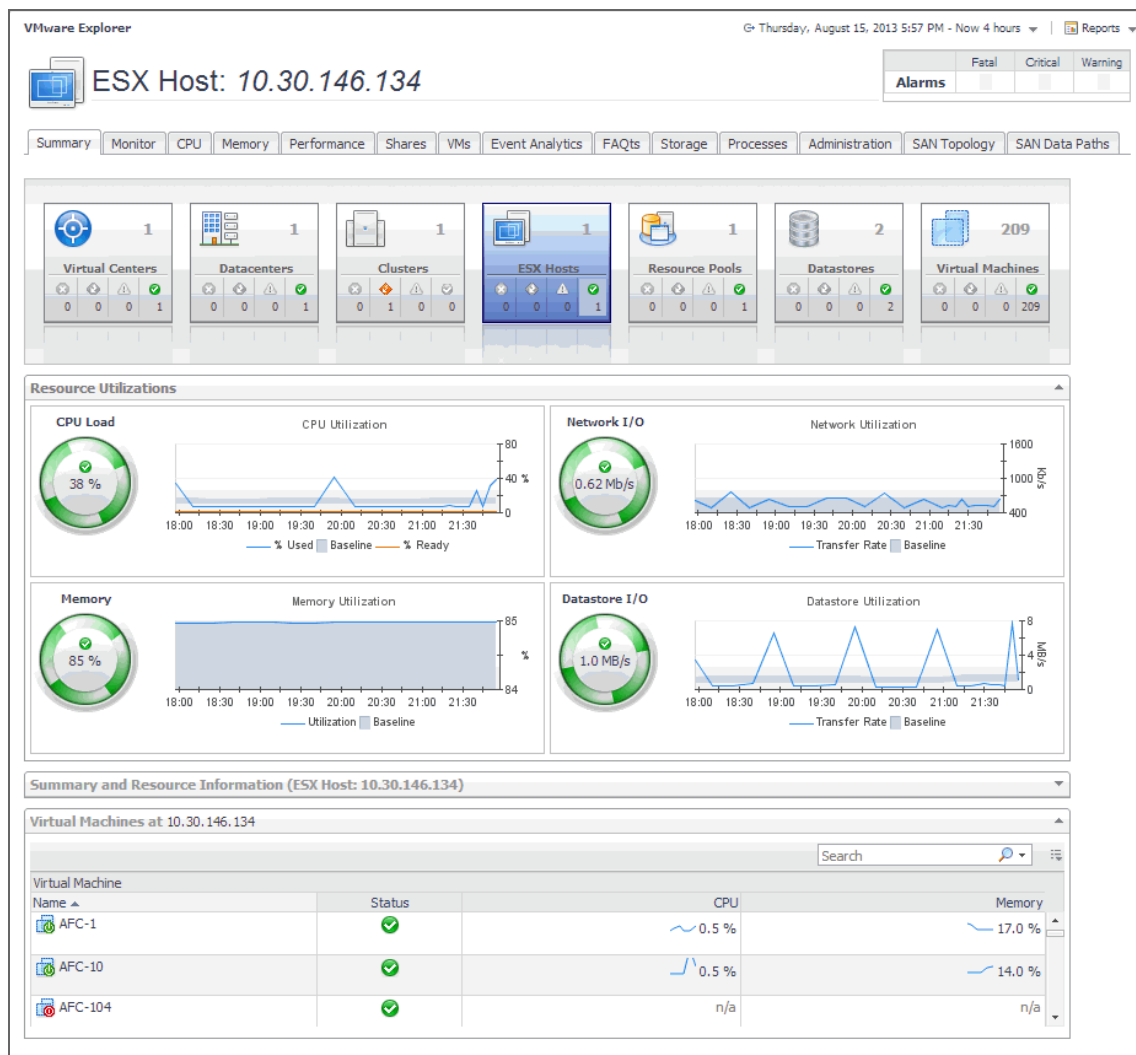 VMware Explorer
Thursday, August 15, 2013 5:57 PM - Now 4 hours | Reports
ESX Host: 10.30.146.134
Fatal Critical Warning
Alarms
Summary Monitor CPU Memory Performance Shares VMs Event Analytics FAQts Storage Processes Administration SAN Topology SAN Data Paths
1 1 1 1 1 2 209
Virtual Centers Datacenters Clusters ESX Hosts Resource Pools Datastores Virtual Machines
0 0 0 1 0 0 0 1 0 1 0 0 0 0 0 1 0 0 0 1 0 0 0 2 0 0 0 209
Resource Utilizations
CPU Load
CPU Utilization
38 %
80
40 %
0
18:00 18:30 19:00 19:30 20:00 20:30 21:00 21:30
% Used Baseline % Ready
Network I/O
Network Utilization
0.62 Mb/s
1600
1000
400
Kb/s
18:00 18:30 19:00 19:30 20:00 20:30 21:00 21:30
Transfer Rate Baseline
Memory
Memory Utilization
85 %
85
%
84
18:00 18:30 19:00 19:30 20:00 20:30 21:00 21:30
Utilization Baseline
Datastore I/O
Datastore Utilization
1.0 MB/s
8
4
0
MB/s
18:00 18:30 19:00 19:30 20:00 20:30 21:00 21:30
Transfer Rate Baseline
Summary and Resource Information (ESX Host: 10.30.146.134)
Virtual Machines at 10.30.146.134
Search
Virtual Machine
Name Status CPU Memory
AFC-1 0.5 % 17.0 %
AFC-10 0.5 % 14.0 %
AFC-104 n/a n/a